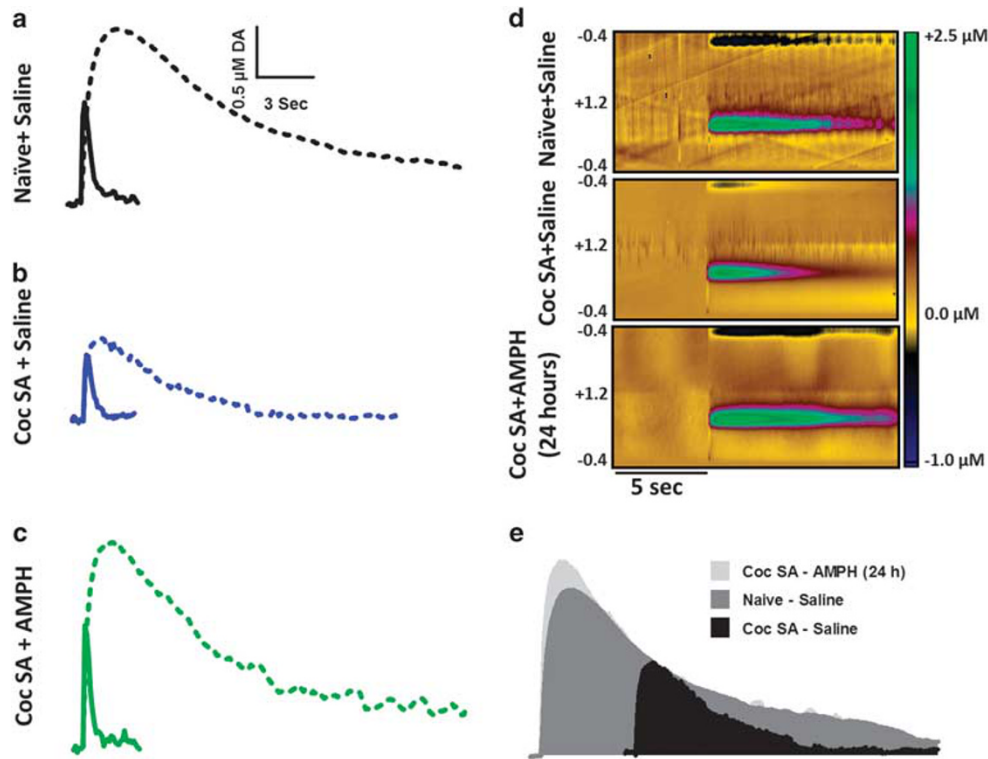 a
Naïve+ Saline
0.5 µM DA
3 Sec
b
Coc SA + Saline
c
Coc SA + AMPH
d
Naïve+Saline
-0.4
+1.2
-0.4
Coc SA+Saline
-0.4
+1.2
-0.4
Coc SA+AMPH
(24 hours)
-0.4
+1.2
-0.4
5 sec
+2.5 µM
0.0 µM
-1.0 µM
e
Coc SA - AMPH (24 h)
Naive - Saline
Coc SA - Saline